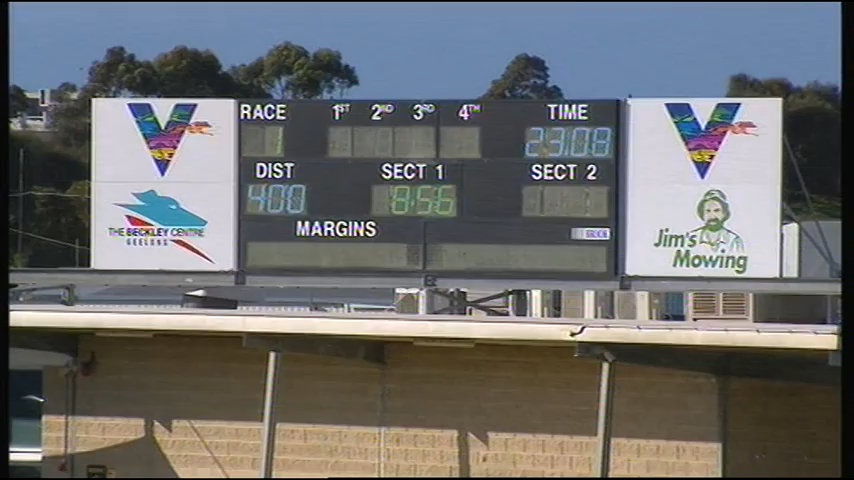 RACE 1ST 2ND 3RD 4TH TIME
1 23:08
DIST SECT 1 SECT 2
400 8:56
MARGINS
THE BECKLEY CENTRE
GEELONG
Jim's
Mowing